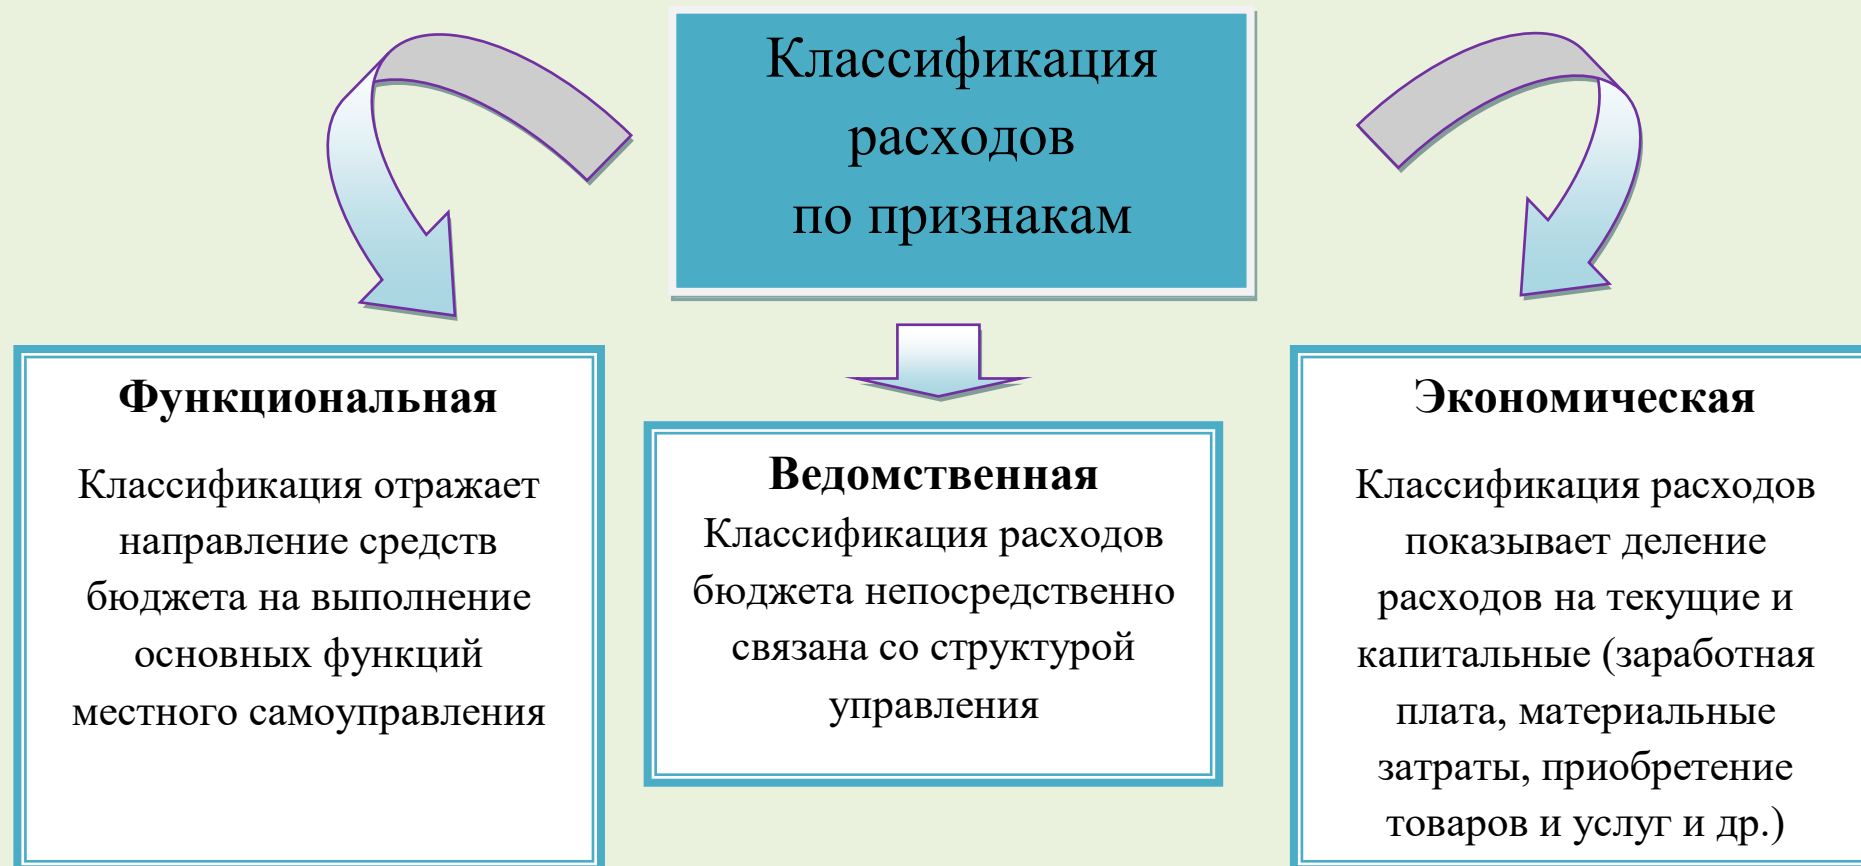 Классификация
расходов
по признакам
Функциональная
Классификация отражает
направление средств
бюджета на выполнение
основных функций
местного самоуправления
Ведомственная
Классификация расходов
бюджета непосредственно
связана со структурой
управления
Экономическая
Классификация расходов
показывает деление
расходов на текущие и
капитальные (заработная
плата, материальные
затраты, приобретение
товаров и услуг и др.)